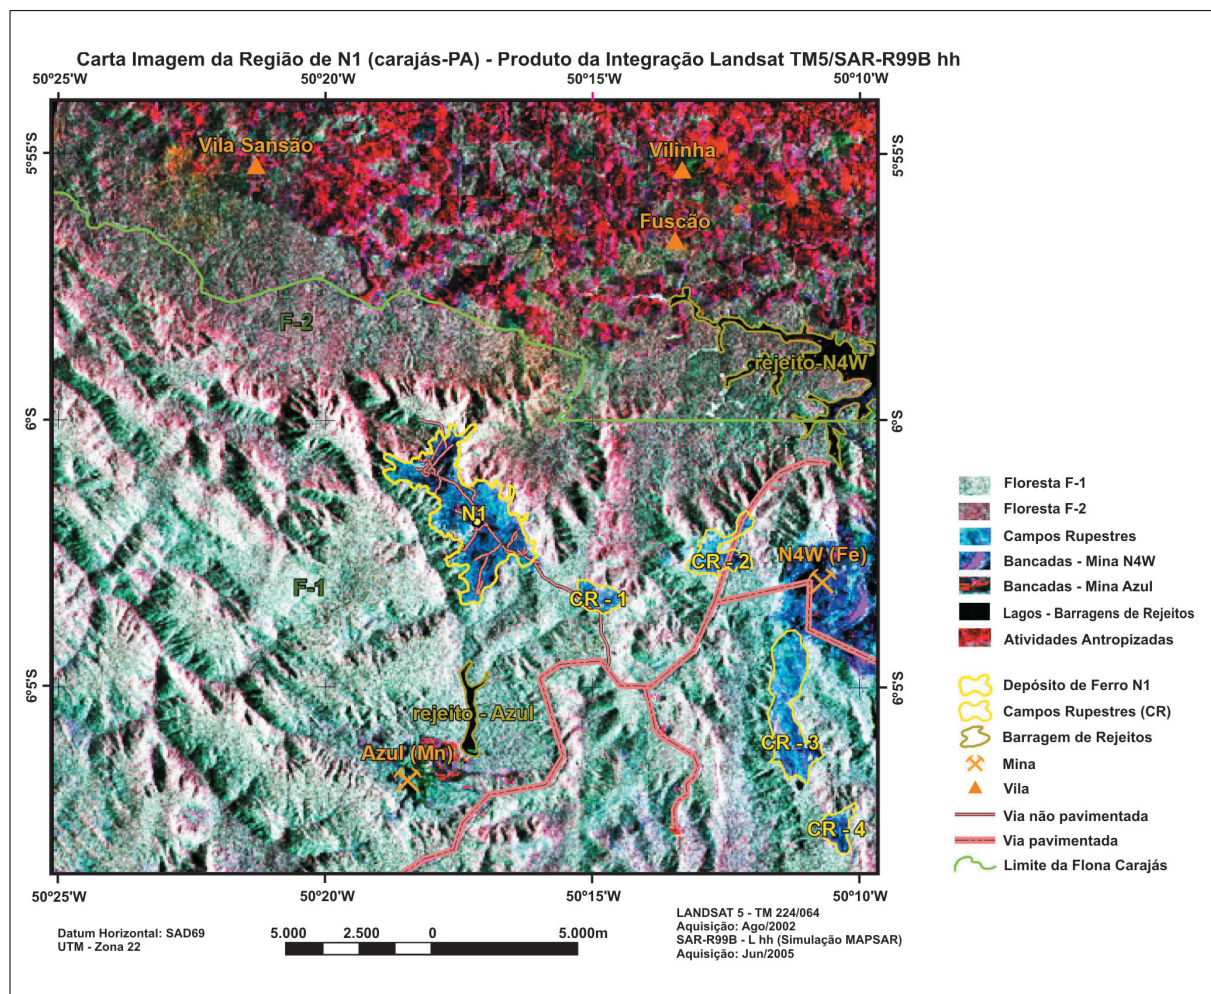 Carta Imagem da Região de N1 (carajás-PA) - Produto da Integração Landsat TM5/SAR-R99B hh
50°25'W 50°20'W 50°15'W 50°10'W
5°55'S 5°55'S
Vila Sansão
Vilinha
Fuscão
F-2
rejeito-N4W
6°S 6°S
N1
CR - 2
N4W (Fe)
F-1
CR - 1
6°5'S 6°5'S
rejeito - Azul
Azul (Mn)
CR - 3
CR - 4
50°25'W 50°20'W 50°15'W 50°10'W
Floresta F-1
Floresta F-2
Campos Rupestres
Bancadas - Mina N4W
Bancadas - Mina Azul
Lagos - Barragens de Rejeitos
Atividades Antropizadas
Depósito de Ferro N1
Campos Rupestres (CR)
Barragem de Rejeitos
Mina
Vila
Via não pavimentada
Via pavimentada
Limite da Flona Carajás
Datum Horizontal: SAD69
UTM - Zona 22
5.000 2.500 0 5.000m
LANDSAT 5 - TM 224/064
Aquisição: Ago/2002
SAR-R99B - L hh (Simulação MAPSAR)
Aquisição: Jun/2005